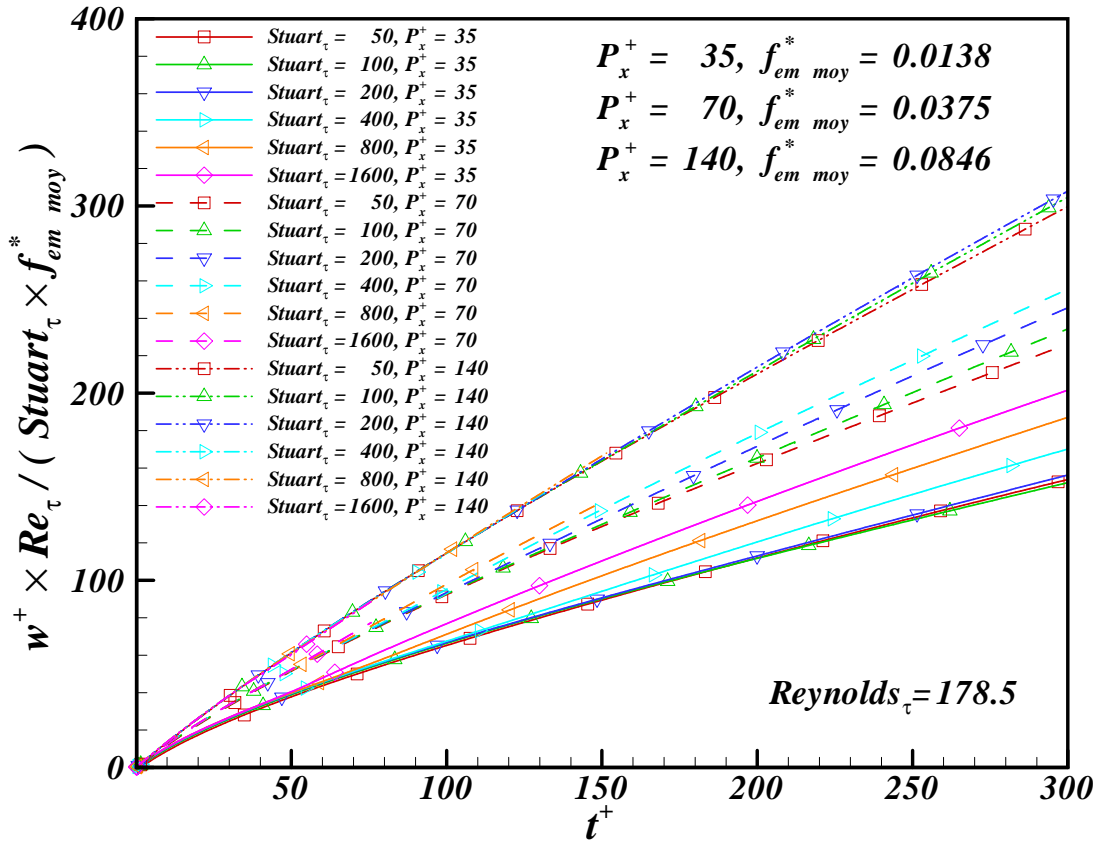 400
300
200
100
0
50
100
150
200
250
300
w⁺ × Re_τ / ( Stuart_τ × f*_em moy )
t⁺
Stuart_τ = 50, P_x⁺ = 35
Stuart_τ = 100, P_x⁺ = 35
Stuart_τ = 200, P_x⁺ = 35
Stuart_τ = 400, P_x⁺ = 35
Stuart_τ = 800, P_x⁺ = 35
Stuart_τ = 1600, P_x⁺ = 35
Stuart_τ = 50, P_x⁺ = 70
Stuart_τ = 100, P_x⁺ = 70
Stuart_τ = 200, P_x⁺ = 70
Stuart_τ = 400, P_x⁺ = 70
Stuart_τ = 800, P_x⁺ = 70
Stuart_τ = 1600, P_x⁺ = 70
Stuart_τ = 50, P_x⁺ = 140
Stuart_τ = 100, P_x⁺ = 140
Stuart_τ = 200, P_x⁺ = 140
Stuart_τ = 400, P_x⁺ = 140
Stuart_τ = 800, P_x⁺ = 140
Stuart_τ = 1600, P_x⁺ = 140
P_x⁺ = 35, f*_em moy = 0.0138
P_x⁺ = 70, f*_em moy = 0.0375
P_x⁺ = 140, f*_em moy = 0.0846
Reynolds_τ = 178.5